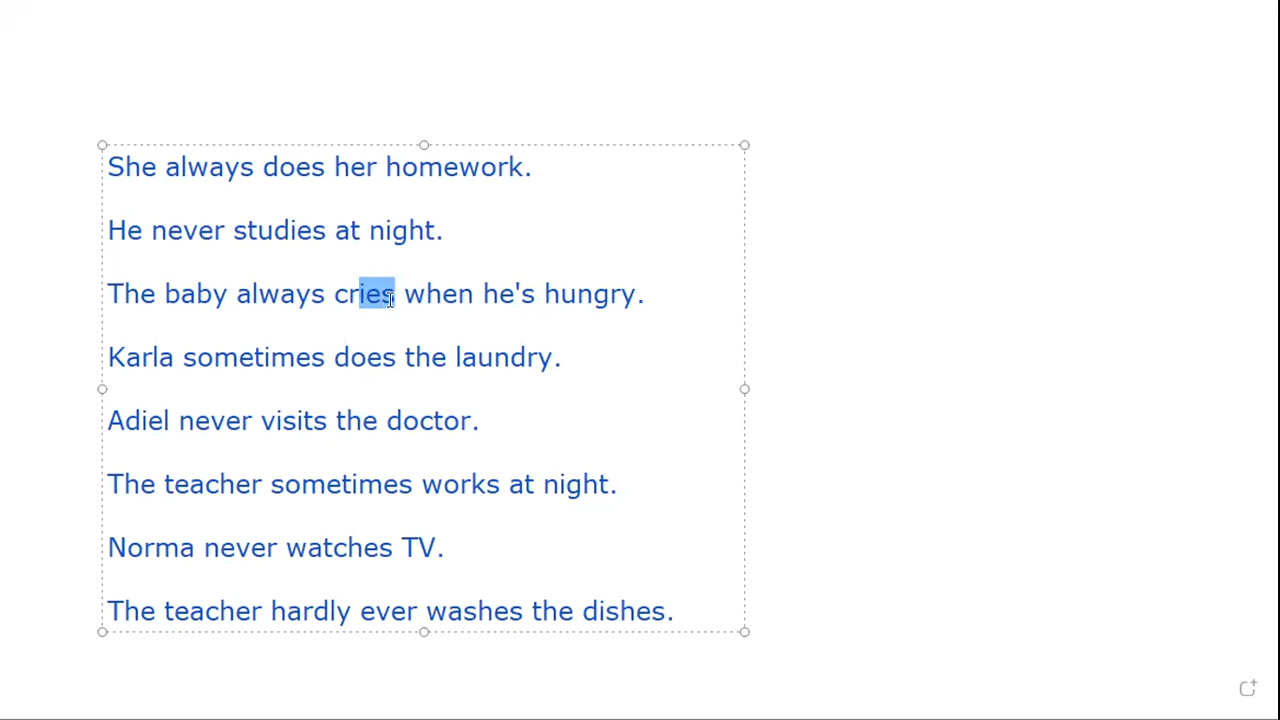 She always does her homework.
He never studies at night.
The baby always cries when he's hungry.
Karla sometimes does the laundry.
Adiel never visits the doctor.
The teacher sometimes works at night.
Norma never watches TV.
The teacher hardly ever washes the dishes.